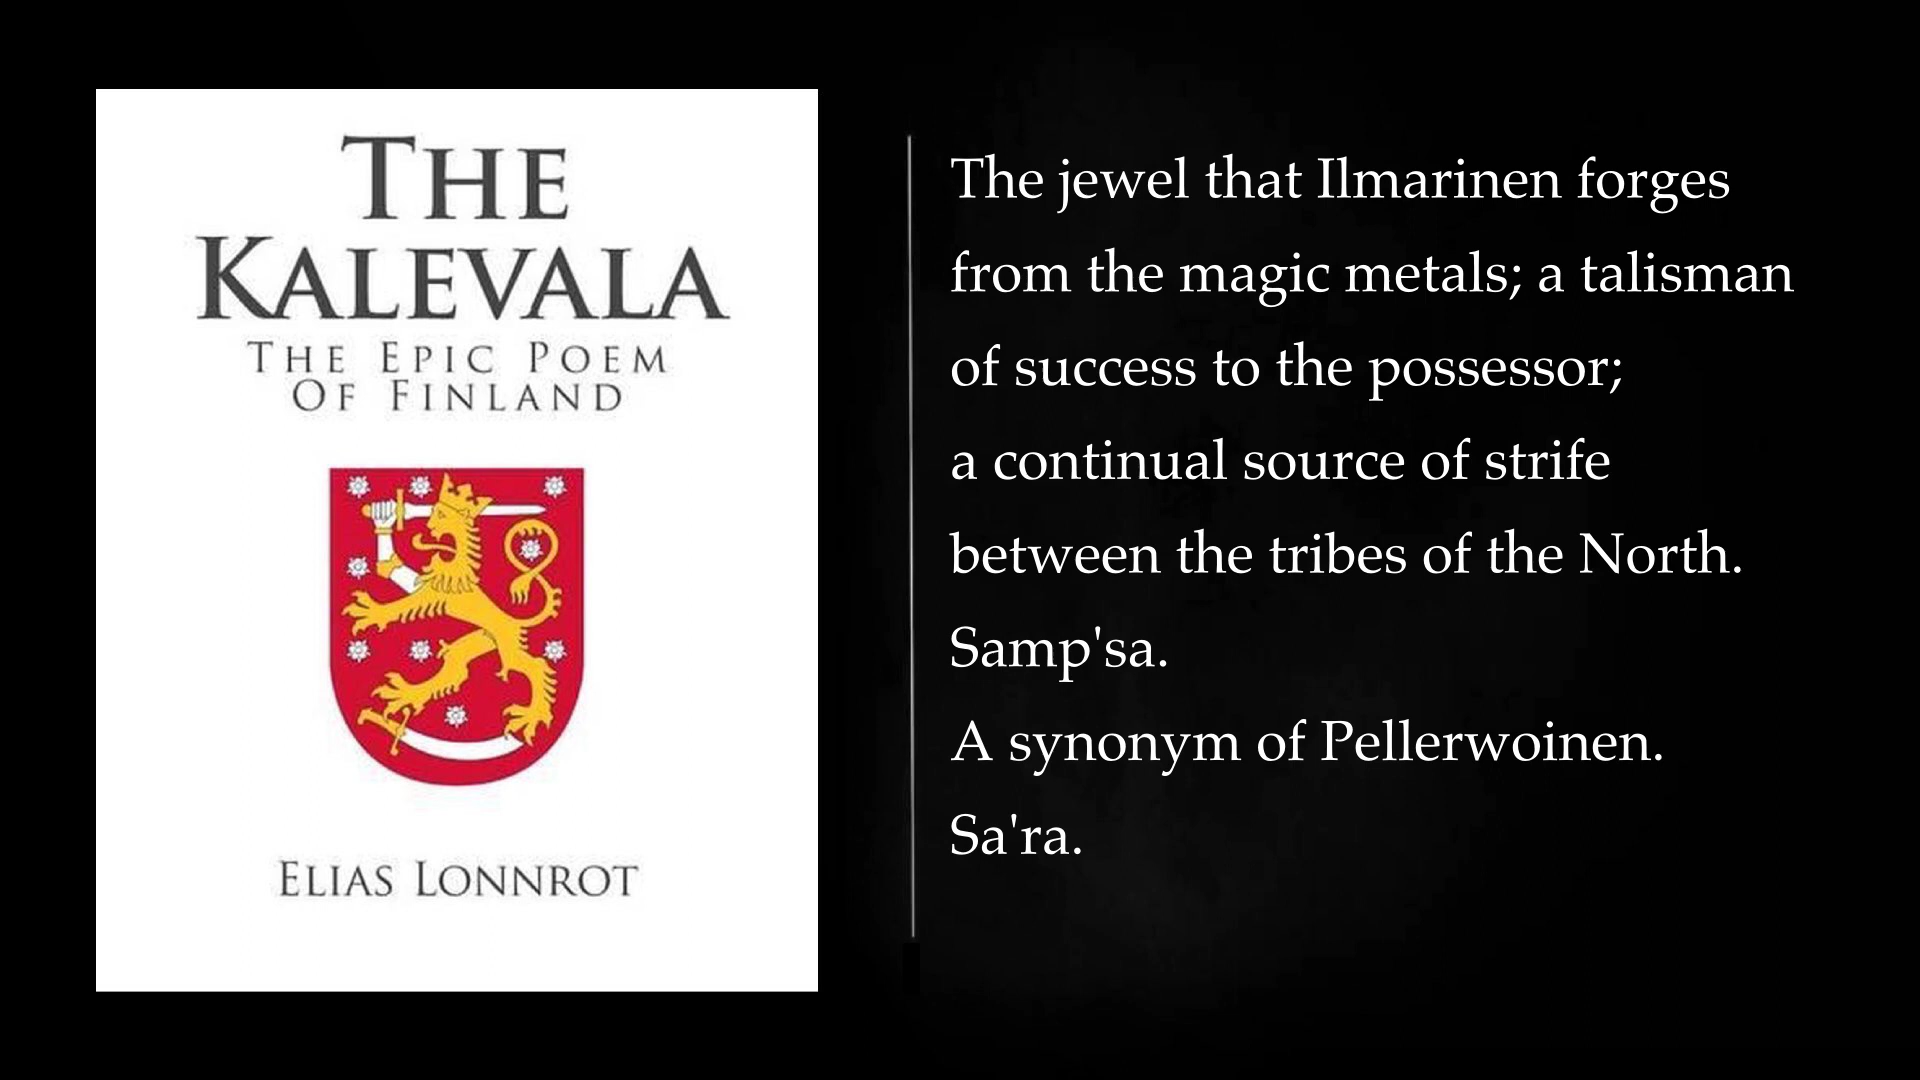 THE
KALEVALA
THE EPIC POEM
OF FINLAND
ELIAS LONNROT
The jewel that Ilmarinen forges
from the magic metals; a talisman
of success to the possessor;
a continual source of strife
between the tribes of the North.
Samp'sa.
A synonym of Pellerwoinen.
Sa'ra.